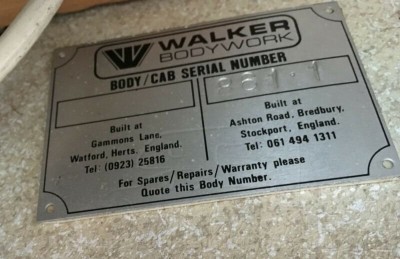 WALKER
BODYWORK
BODY/CAB SERIAL NUMBER
Built at
Gammons Lane,
Watford, Herts. England.
Tel: (0923) 25816
Built at
Ashton Road, Bredbury,
Stockport, England.
Tel: 061 494 1311
For Spares/Repairs/Warranty please
Quote this Body Number.